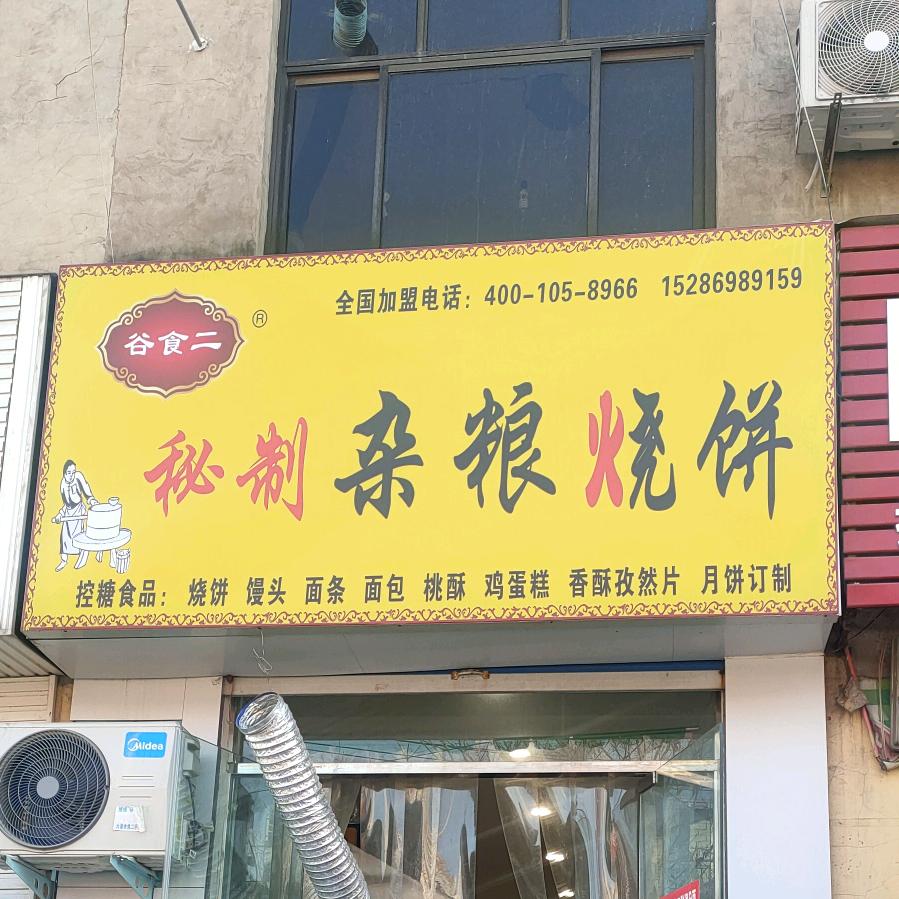 全国加盟电话：400-105-8966 15286989159
谷食二®
秘制杂粮烧饼
控糖食品： 烧饼 馒头 面条 面包 桃酥 鸡蛋糕 香酥孜然片 月饼订制
Midea